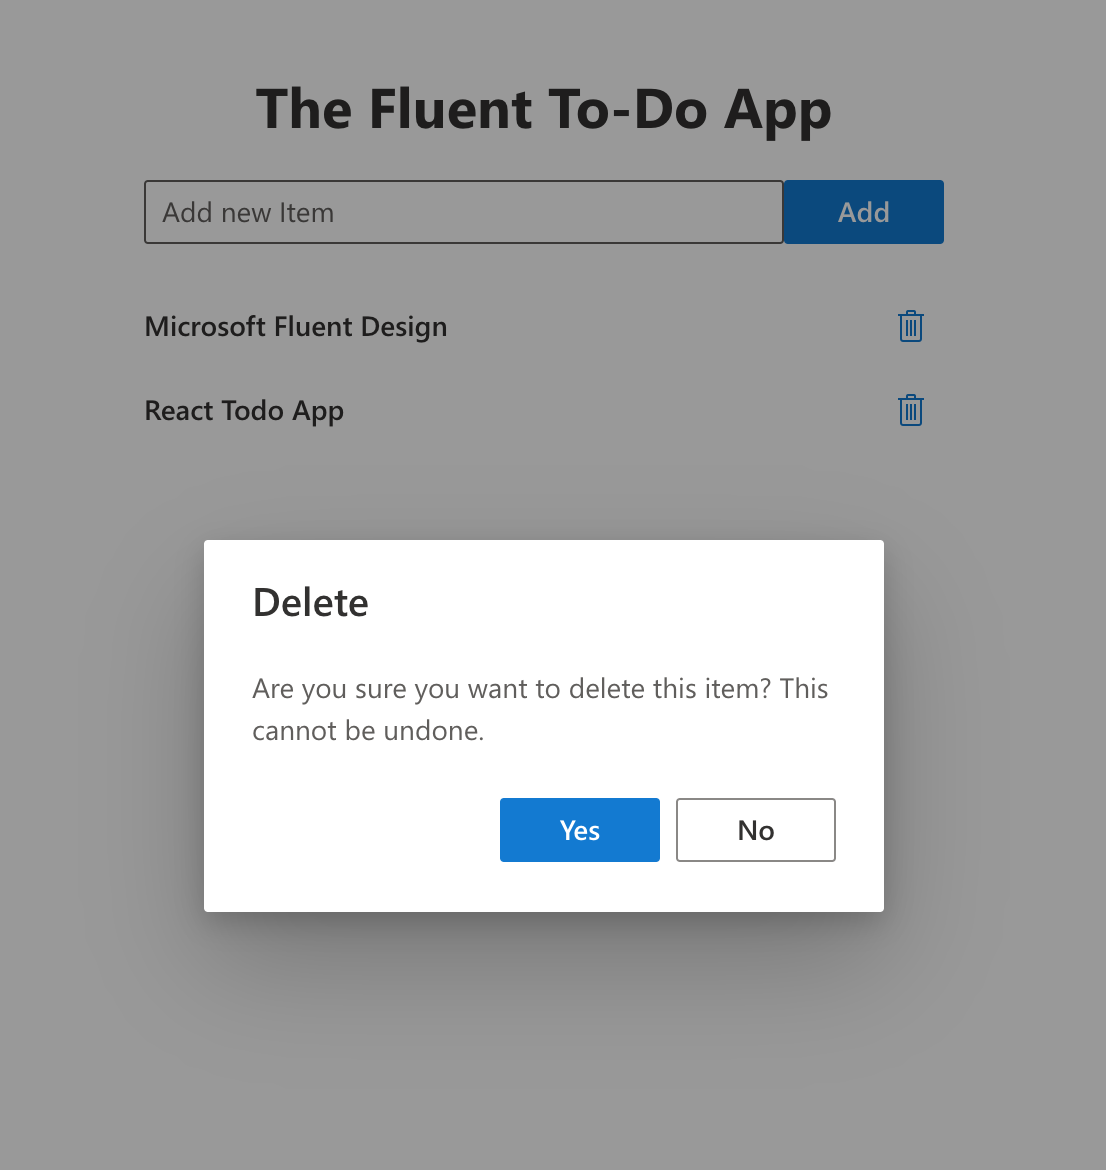 The Fluent To-Do App
Add new Item
Add
Microsoft Fluent Design
React Todo App
Delete
Are you sure you want to delete this item? This
cannot be undone.
Yes
No